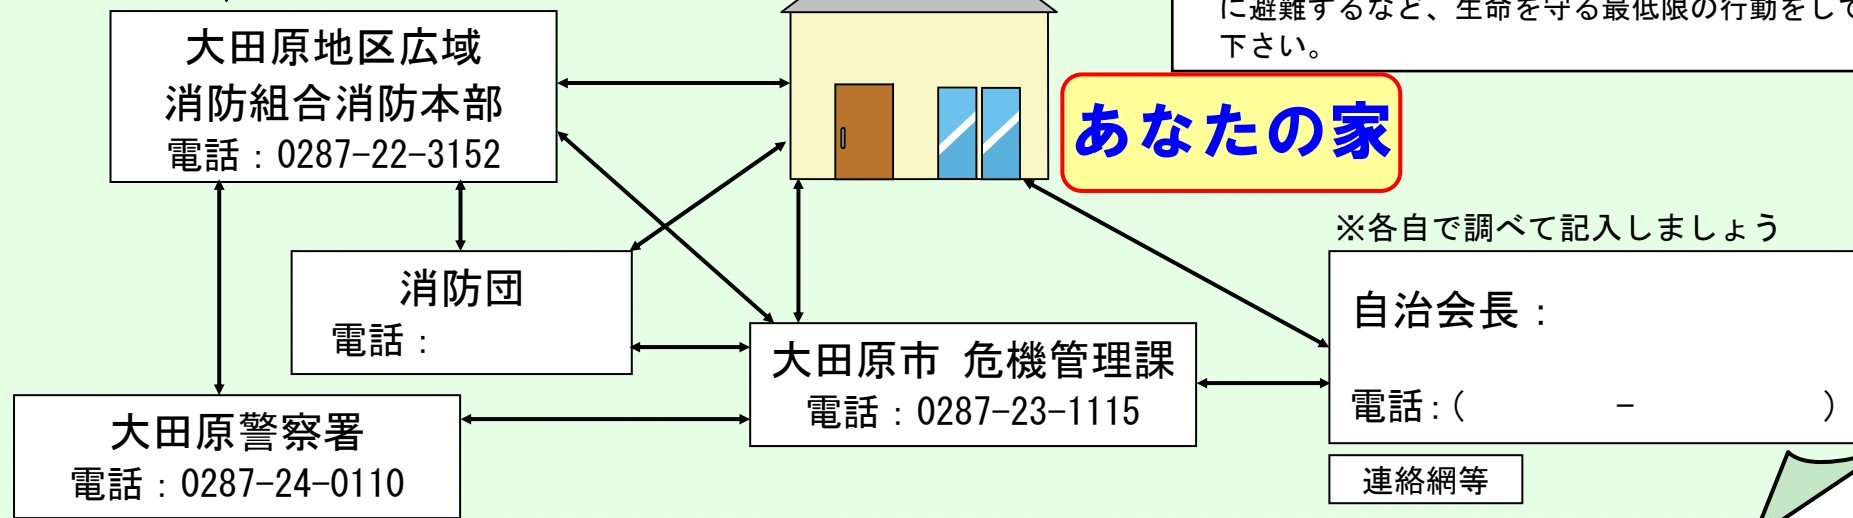 に避難するなど、生命を守る最低限の行動をして
下さい。
大田原地区広域
消防組合消防本部
電話：0287-22-3152
あなたの家
※各自で調べて記入しましょう
消防団
電話：
自治会長：
電話：（　　　－　　　）
大田原市 危機管理課
電話：0287-23-1115
大田原警察署
電話：0287-24-0110
連絡網等